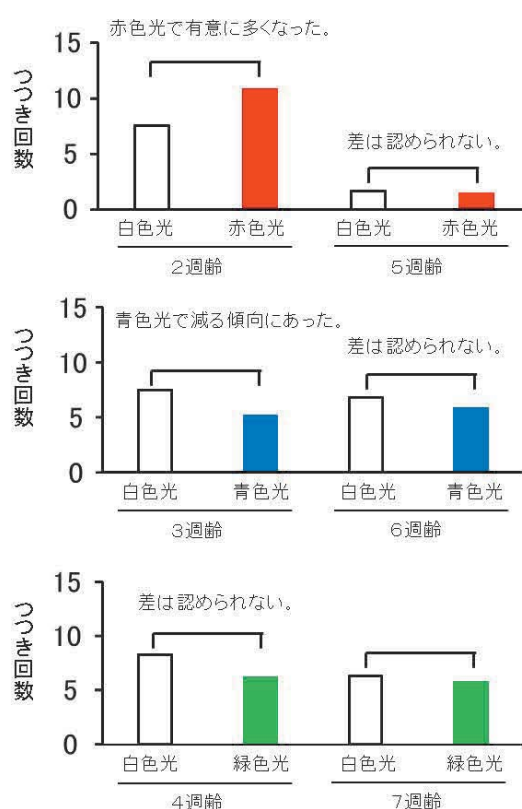 赤色光で有意に多くなった。
つつき回数
15
10
5
0
差は認められない。
白色光 赤色光 白色光 赤色光
2週齢 5週齢
青色光で減る傾向にあった。
つつき回数
15
10
5
0
差は認められない。
白色光 青色光 白色光 青色光
3週齢 6週齢
つつき回数
15
10
5
0
差は認められない。
白色光 緑色光 白色光 緑色光
4週齢 7週齢